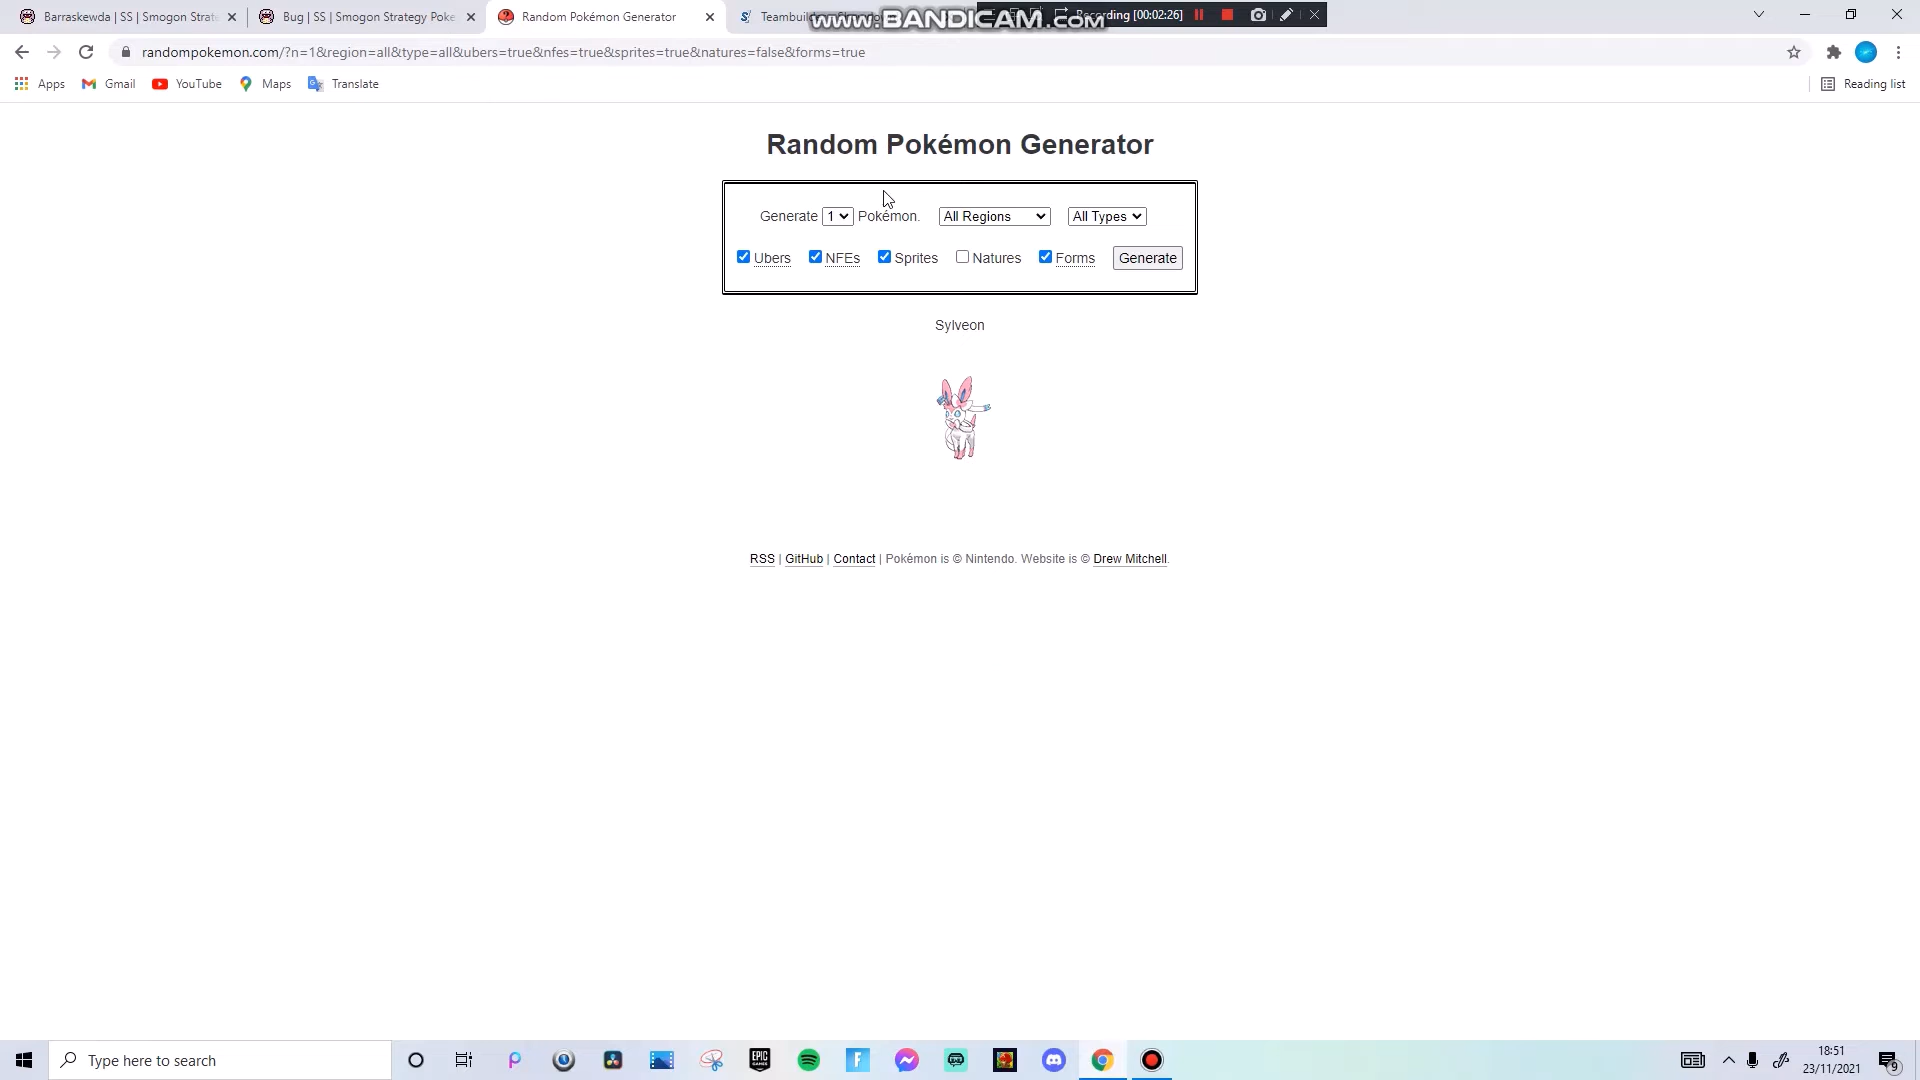 Barraskewda | SS | Smogon Strate
Bug | SS | Smogon Strategy Poke
Random Pokémon Generator
www.BANDICAM.com
Recording [00:02:26]
randompokemon.com/?n=1&region=all&type=all&ubers=true&nfes=true&sprites=true&natures=false&forms=true
Apps
Gmail
YouTube
Maps
Translate
Reading list
Random Pokémon Generator
Generate 1 Pokémon. All Regions All Types
Ubers NFEs Sprites Natures Forms Generate
Sylveon
RSS | GitHub | Contact | Pokémon is © Nintendo. Website is © Drew Mitchell.
Type here to search
EPIC GAMES
18:51
23/11/2021
9